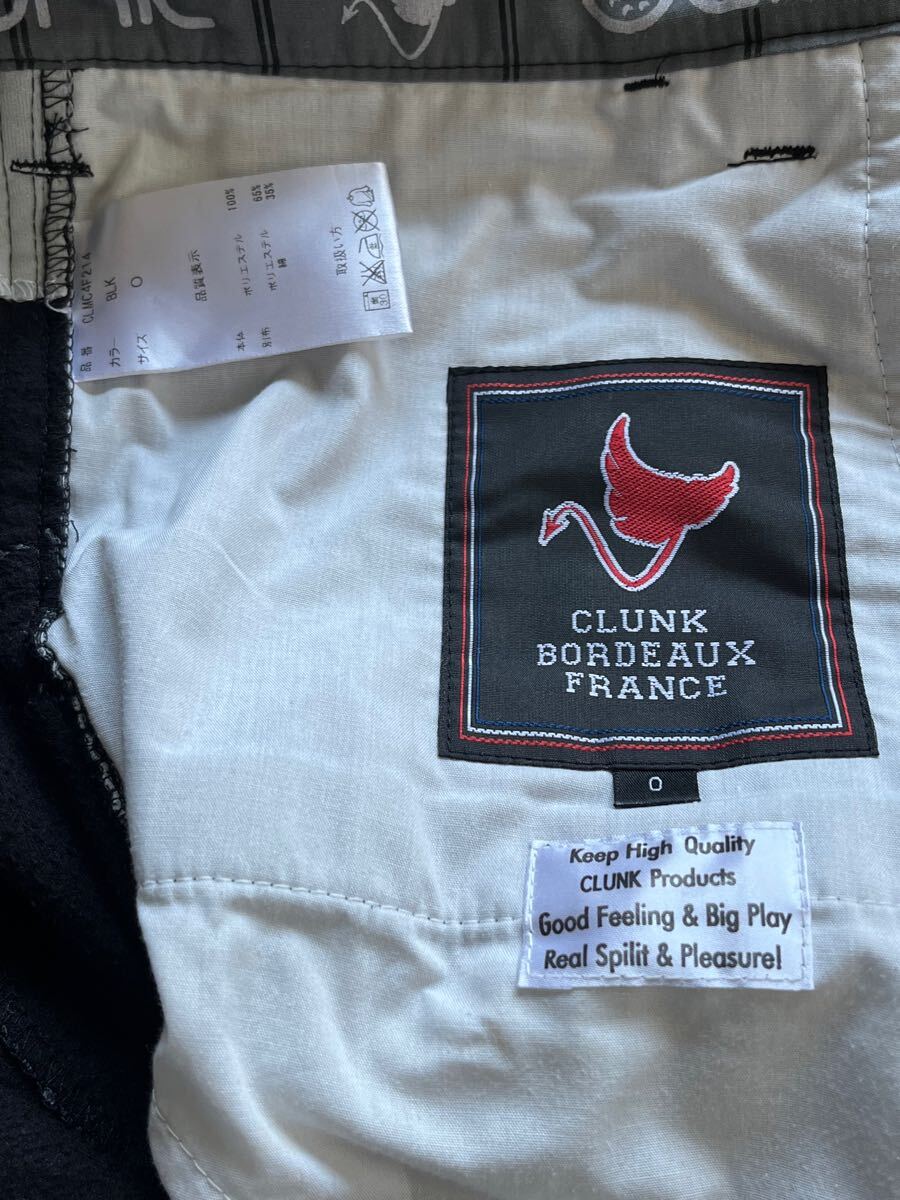 品 番 CLMC4F214
カラー BLK
サイズ O
品質表示
本体 ポリエステル 100%
別布 ポリエステル 65%
綿 35%
取扱い方
CLUNK
BORDEAUX
FRANCE
O
Keep High Quality
CLUNK Products
Good Feeling & Big Play
Real Spilit & Pleasure!